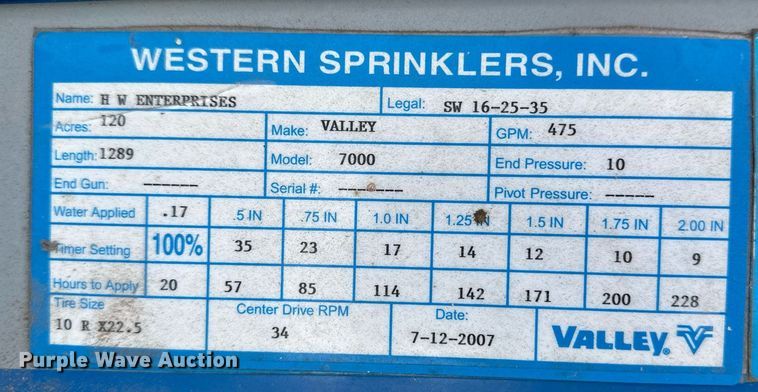 WESTERN SPRINKLERS, INC.
Name: H W ENTERPRISES Legal: SW 16-25-35
Acres: 120 Make: VALLEY GPM: 475
Length: 1289 Model: 7000 End Pressure: 10
End Gun: ------ Serial #: ------- Pivot Pressure: -----
Water Applied .17 .5 IN .75 IN 1.0 IN 1.25 IN 1.5 IN 1.75 IN 2.00 IN
Timer Setting 100% 35 23 17 14 12 10 9
Hours to Apply 20 57 85 114 142 171 200 228
Tire Size Center Drive RPM Date:
10 R X22.5 34 7-12-2007 VALLEY
Purple Wave Auction